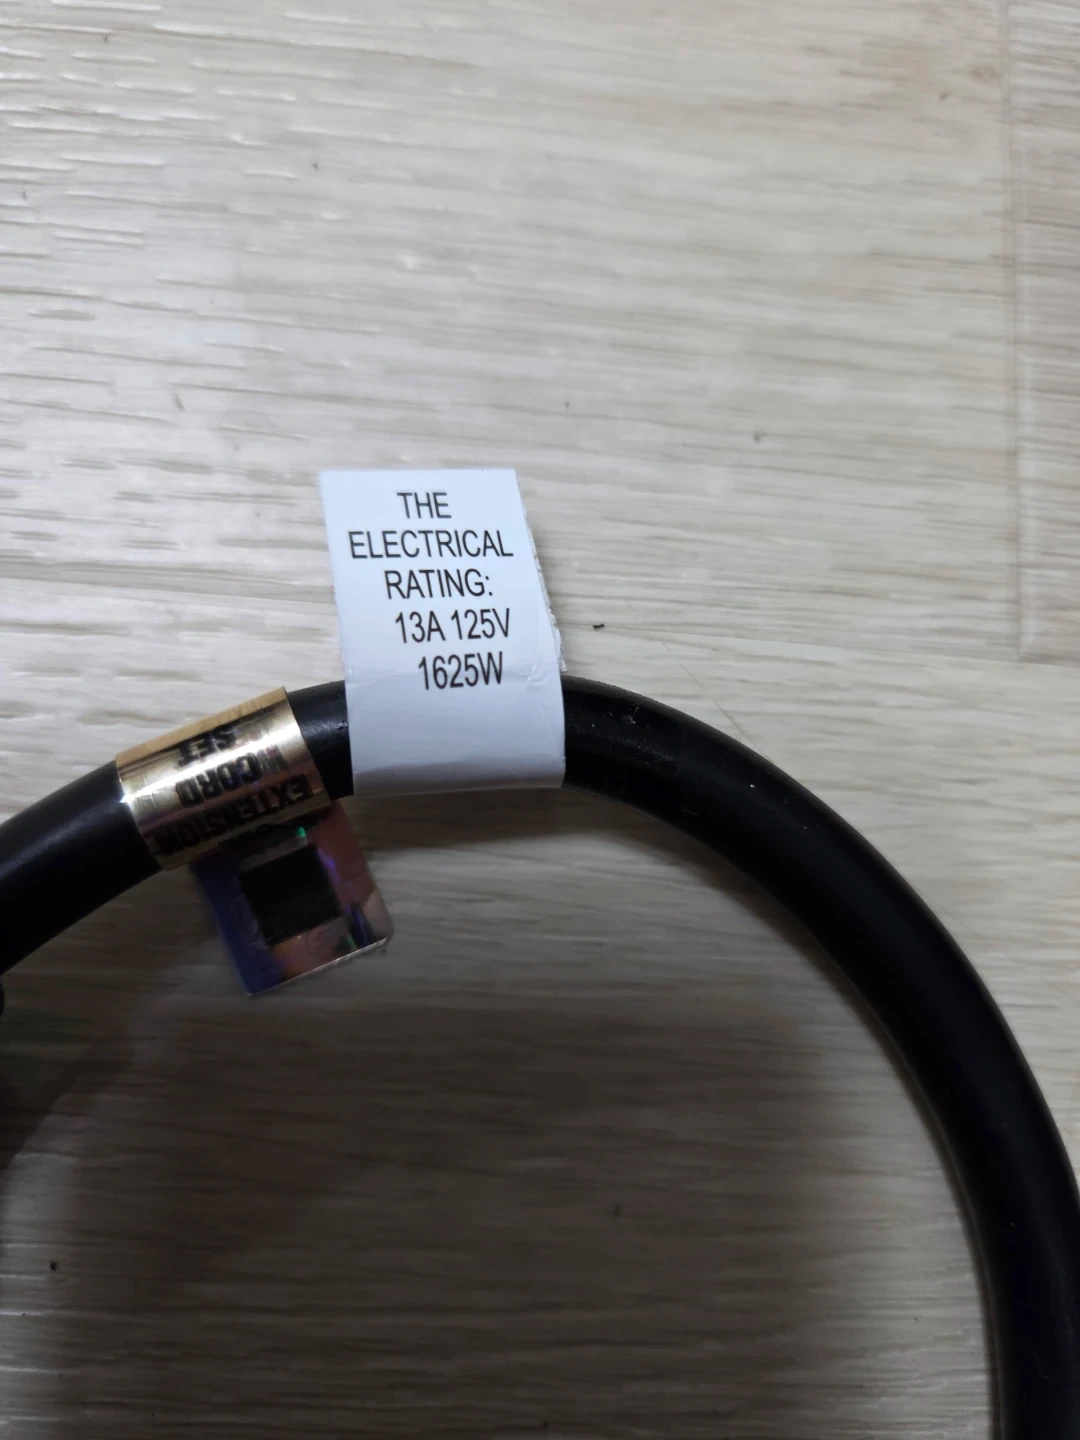 THE
ELECTRICAL
RATING:
13A 125V
1625W
SET
CORD
EXTENSION